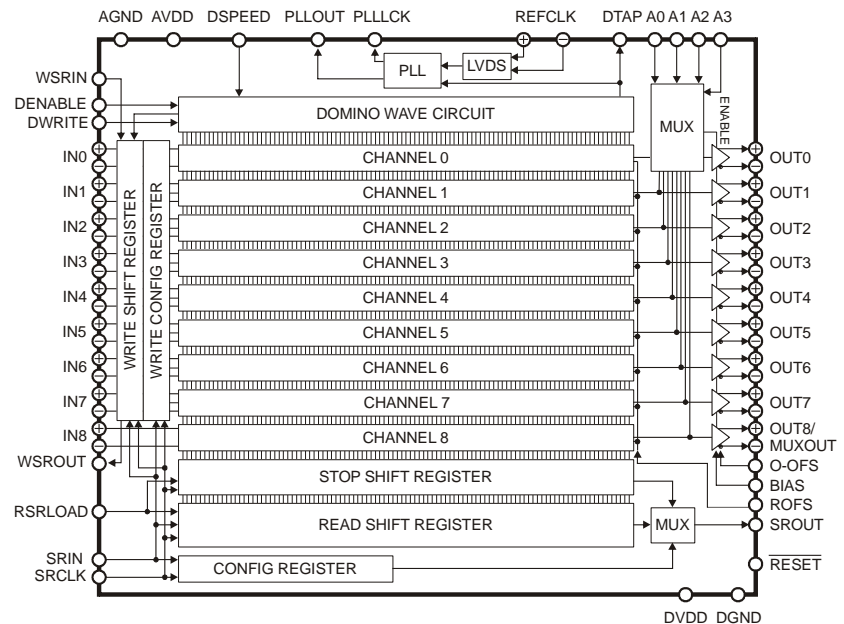 AGND AVDD DSPEED PLLOUT PLLLCK REFCLK DTAP A0 A1 A2 A3
WSRIN
DENABLE
DWRITE
PLL
LVDS
DOMINO WAVE CIRCUIT
MUX
ENABLE
IN0
CHANNEL 0
OUT0
IN1
CHANNEL 1
OUT1
IN2
CHANNEL 2
OUT2
IN3
CHANNEL 3
OUT3
IN4
CHANNEL 4
OUT4
IN5
CHANNEL 5
OUT5
IN6
CHANNEL 6
OUT6
IN7
CHANNEL 7
OUT7
IN8
CHANNEL 8
OUT8/
MUXOUT
WRITE SHIFT REGISTER
WRITE CONFIG REGISTER
WSROUT
STOP SHIFT REGISTER
O-OFS
BIAS
ROFS
RSRLOAD
READ SHIFT REGISTER
MUX
SROUT
SRIN
SRCLK
CONFIG REGISTER
RESET
DVDD DGND